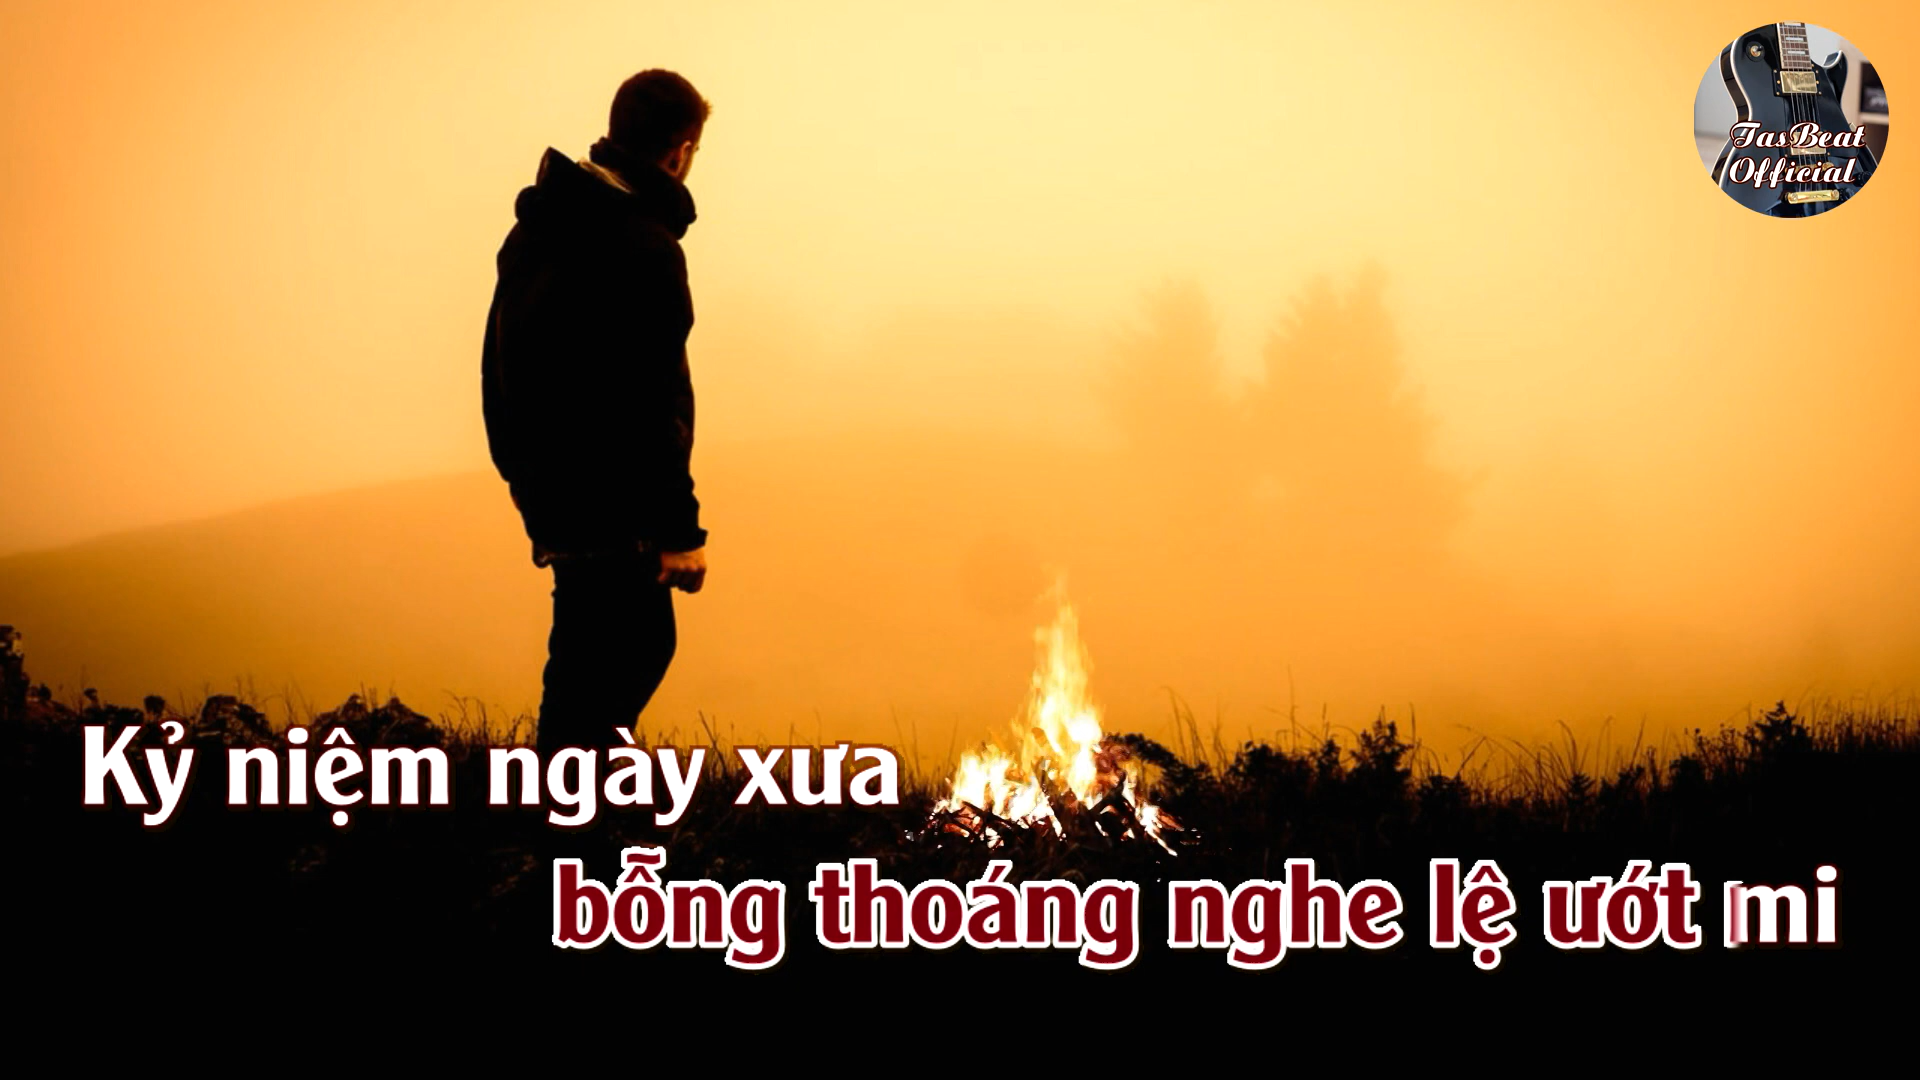 TasBeat
Official
Kỷ niệm ngày xưa
bỗng thoáng nghe lệ ướt mi